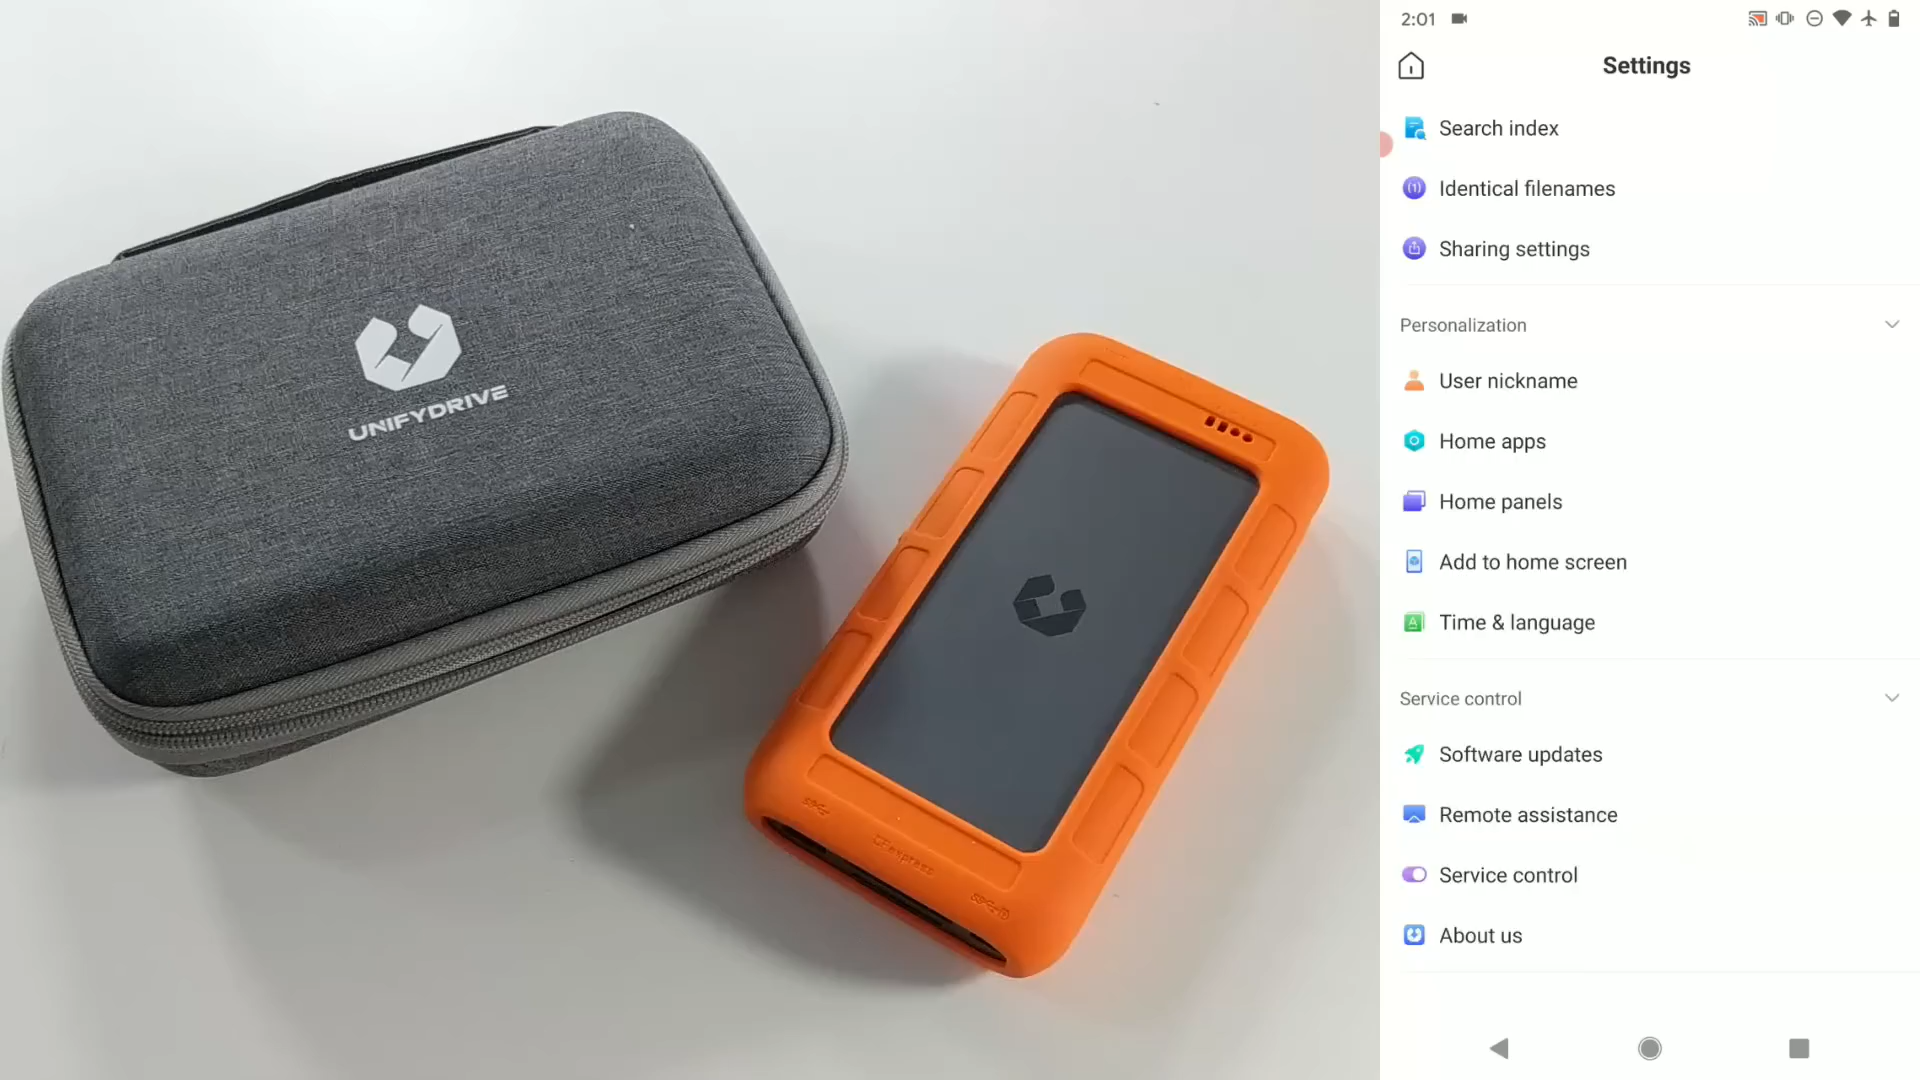 UNIFYDRIVE
CFexpress
2:01
Settings
Search index
Identical filenames
Sharing settings
Personalization
User nickname
Home apps
Home panels
Add to home screen
Time & language
Service control
Software updates
Remote assistance
Service control
About us